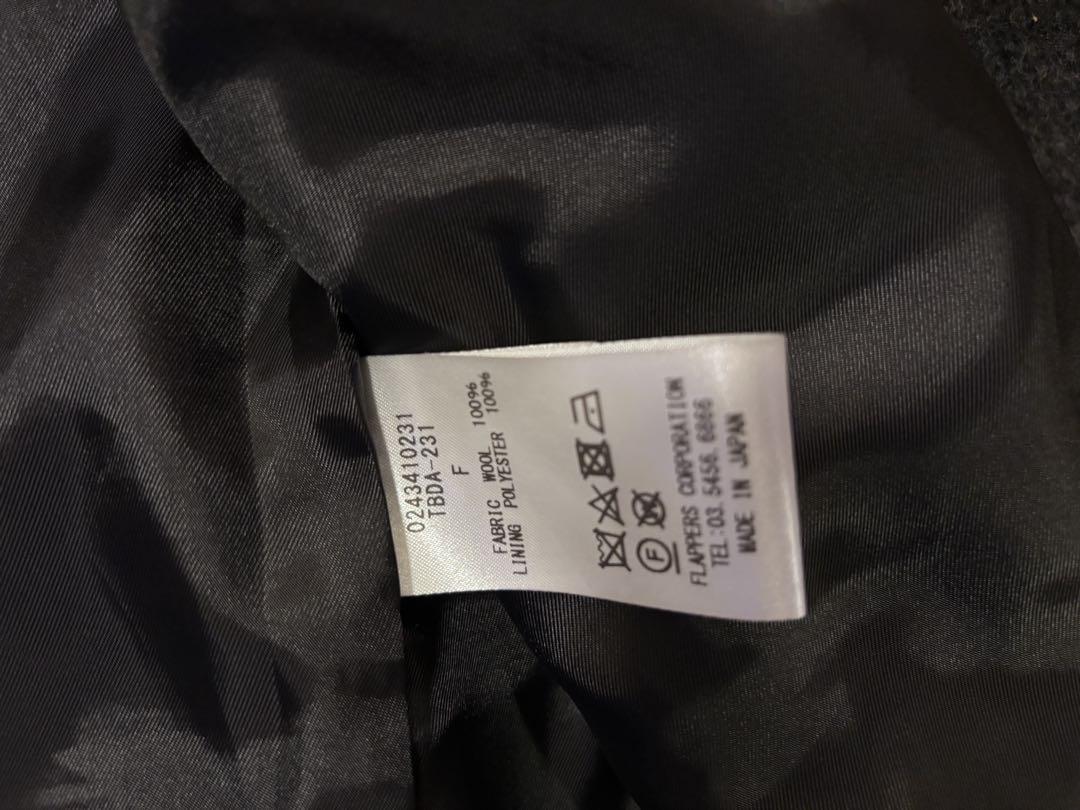 0243410231
TBDA-231
F
FABRIC WOOL 100%
LINING POLYESTER 100%
F
FLAPPERS CORPORATION
TEL:03.5456.6866
MADE IN JAPAN